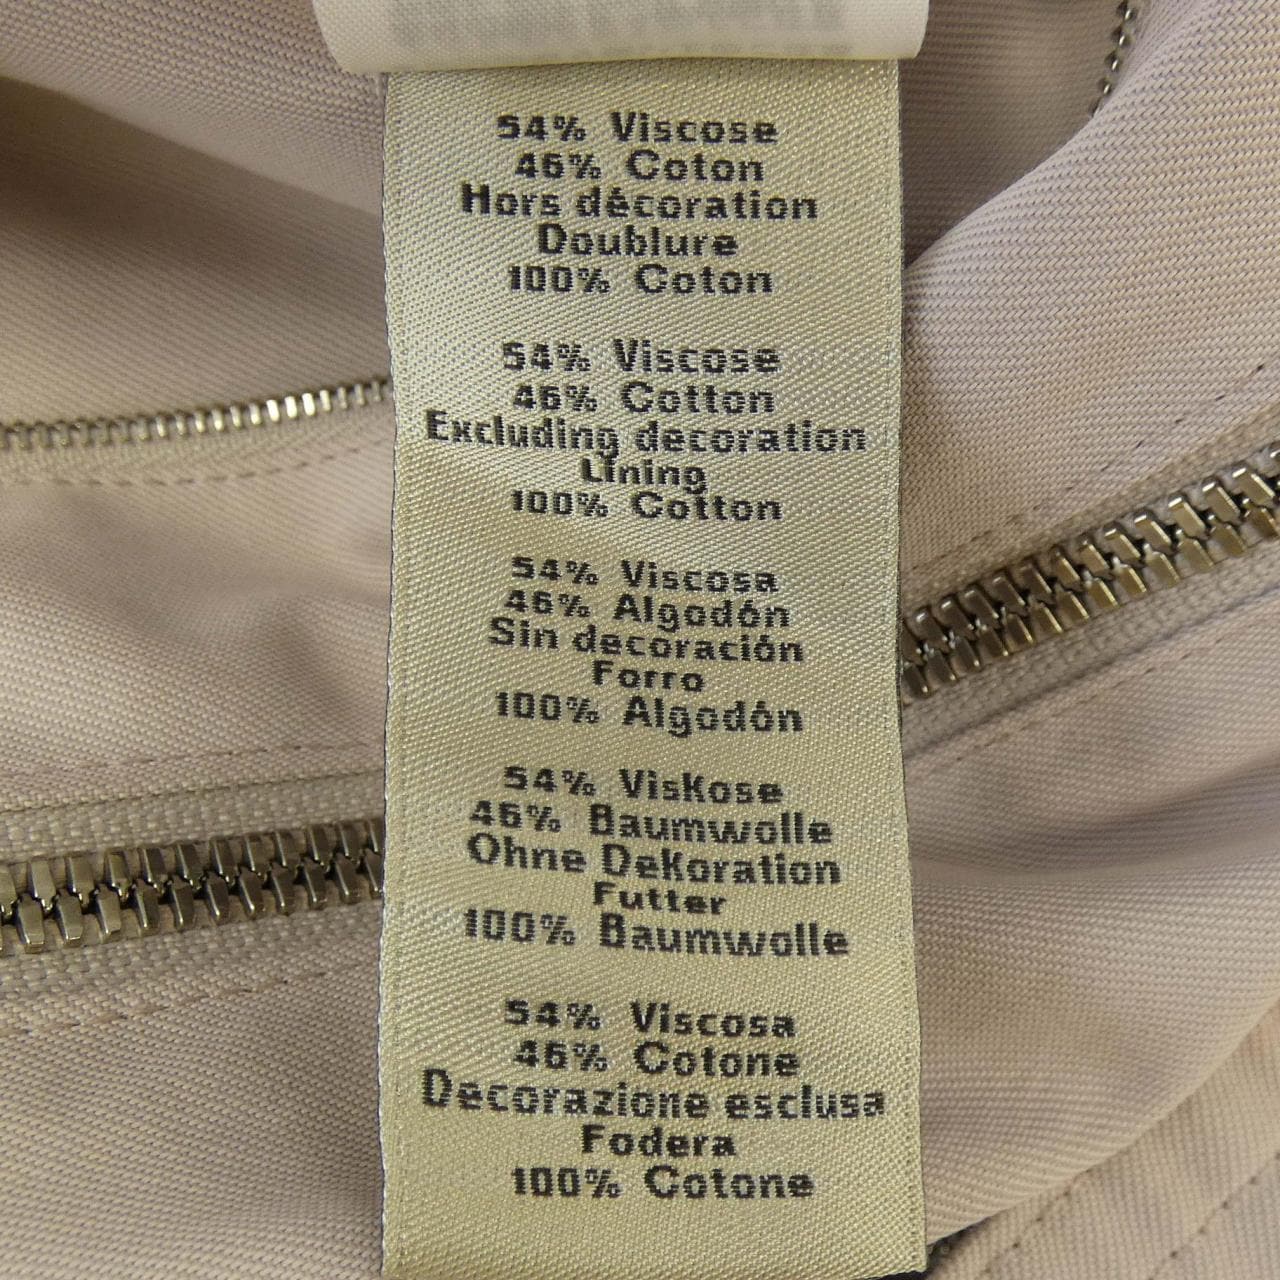 54% Viscose
46% Coton
Hors décoration
Doublure
100% Coton
54% Viscose
46% Cotton
Excluding decoration
Lining
100% Cotton
54% Viscosa
46% Algodón
Sin decoración
Forro
100% Algodón
54% Viskose
46% Baumwolle
Ohne Dekoration
Futter
100% Baumwolle
54% Viscosa
46% Cotone
Decorazione esclusa
Fodera
100% Cotone